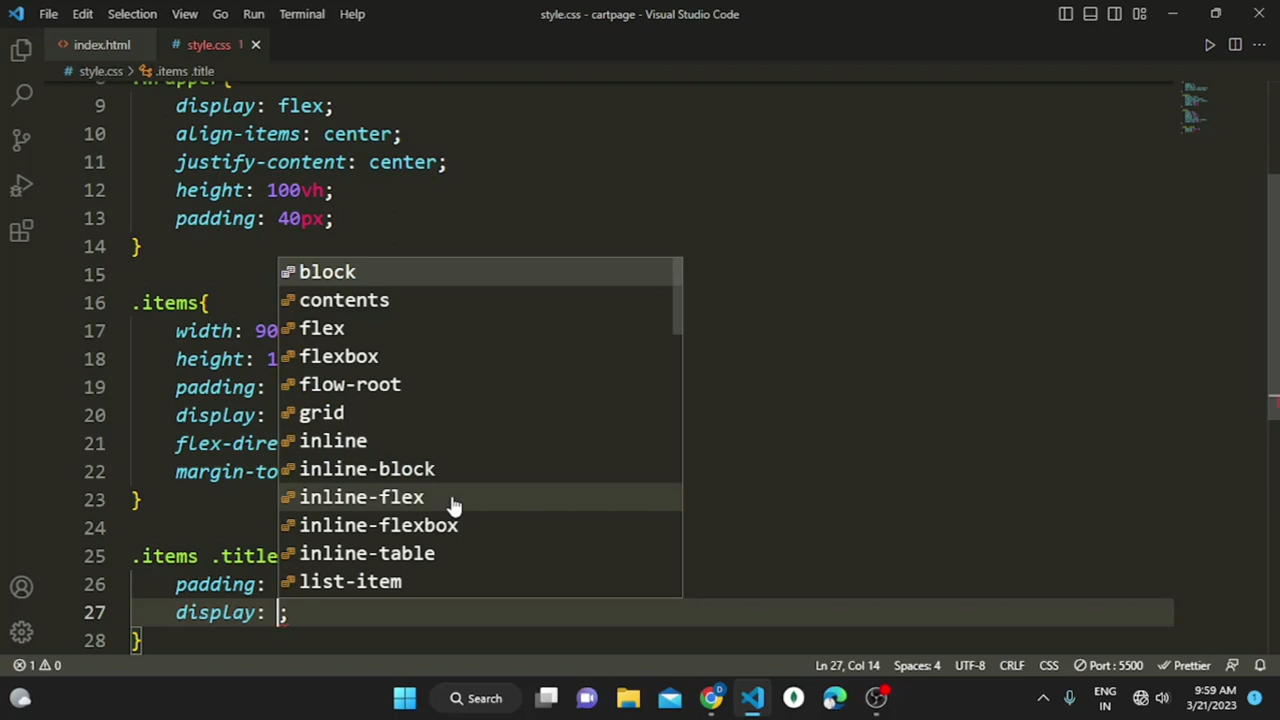 File Edit Selection View Go Run Terminal Help
style.css - cartpage - Visual Studio Code
index.html
# style.css 1
# style.css > .items .title
9 display: flex;
10 align-items: center;
11 justify-content: center;
12 height: 100vh;
13 padding: 40px;
14 }
15
16 .items{
17 width: 90
18 height: 1
19 padding:
20 display:
21 flex-dire
22 margin-to
23 }
24
25 .items .title
26 padding:
27 display: ;
28 }
block
contents
flex
flexbox
flow-root
grid
inline
inline-block
inline-flex
inline-flexbox
inline-table
list-item
1 0
Ln 27, Col 14
Spaces: 4
UTF-8
CRLF
CSS
Port : 5500
Prettier
Search
ENG
IN
9:59 AM
3/21/2023
1